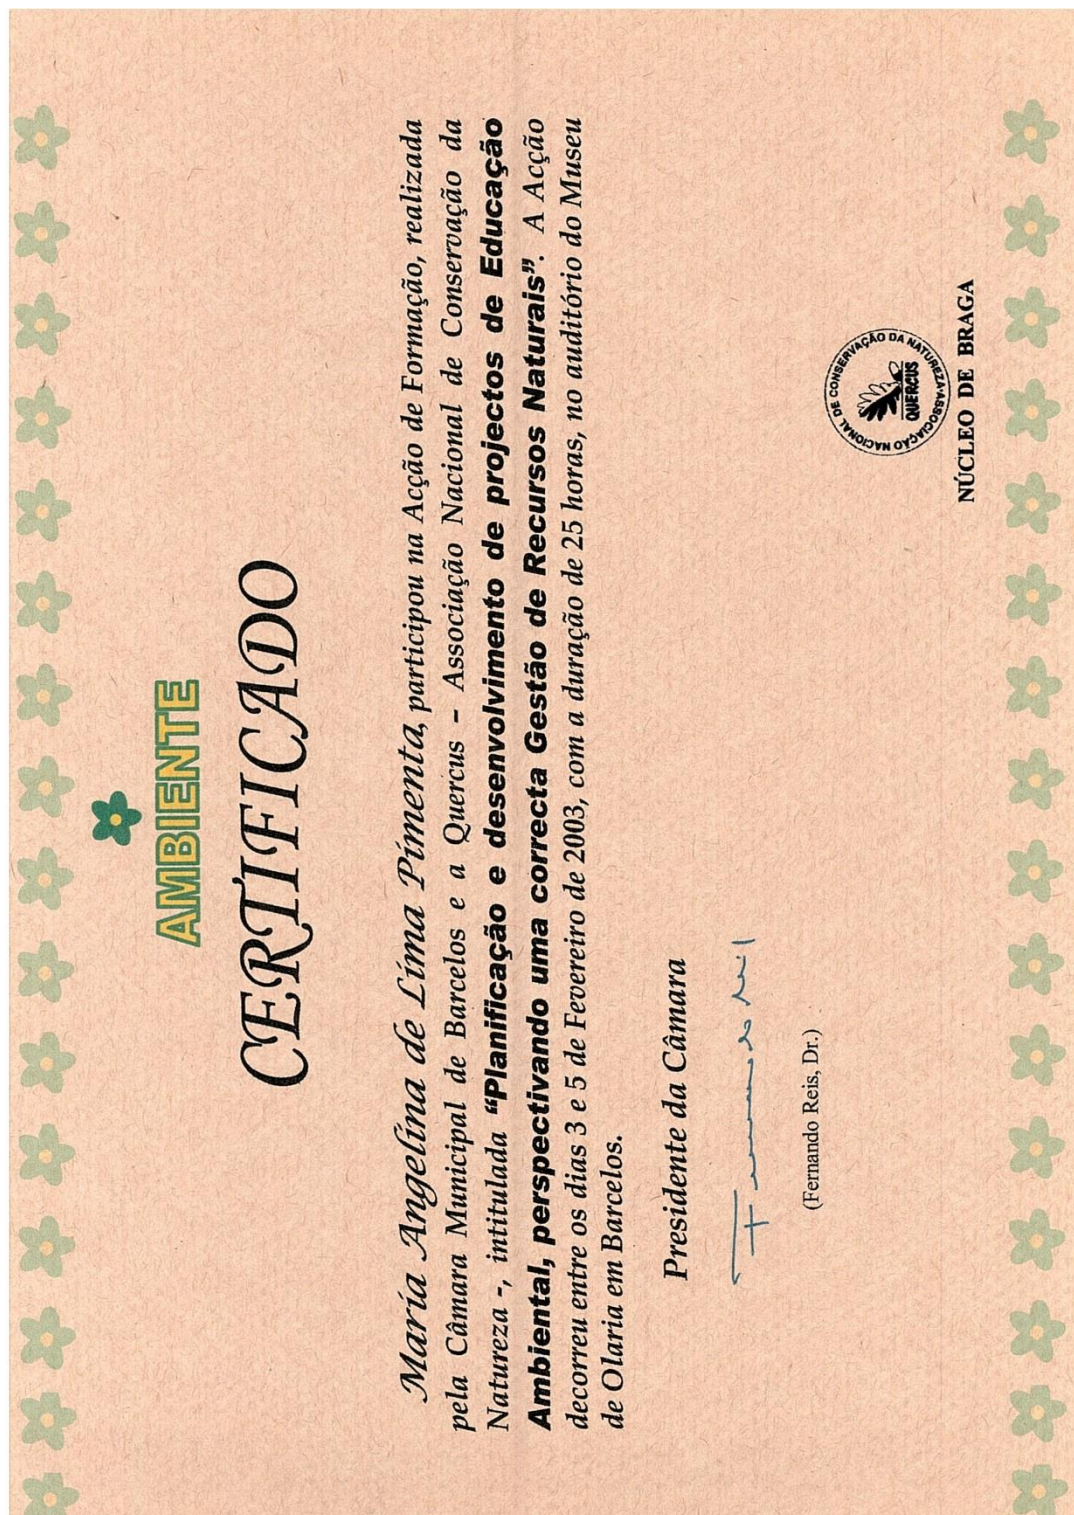 AMBIENTE
CERTIFICADO
Maria Angelina de Lima Pimenta, participou na Acção de Formação, realizada
pela Câmara Municipal de Barcelos e a Quercus – Associação Nacional de Conservação da
Natureza -, intitulada “Planificação e desenvolvimento de projectos de Educação
Ambiental, perspectivando uma correcta Gestão de Recursos Naturais”. A Acção
decorreu entre os dias 3 e 5 de Fevereiro de 2003, com a duração de 25 horas, no auditório do Museu
de Olaria em Barcelos.
Presidente da Câmara
Fernando Reis
(Fernando Reis, Dr.)
ASSOCIAÇÃO NACIONAL DE CONSERVAÇÃO DA NATUREZA
QUERCUS
NÚCLEO DE BRAGA